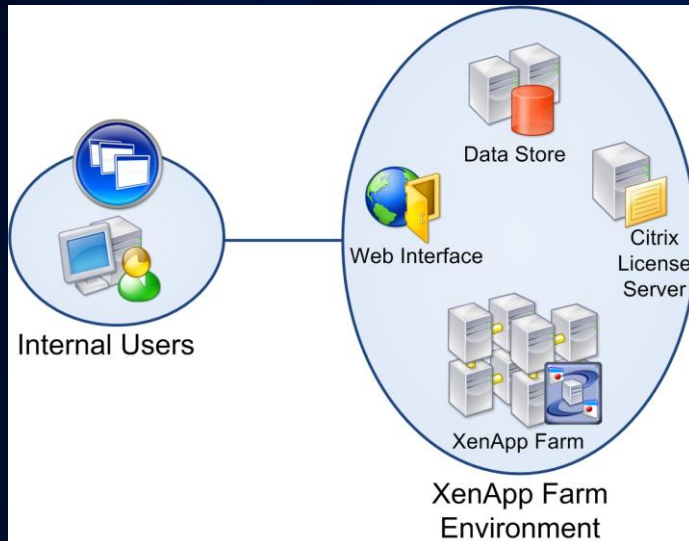 Data Store
Web Interface
Citrix
License
Server
Internal Users
XenApp Farm
XenApp Farm
Environment